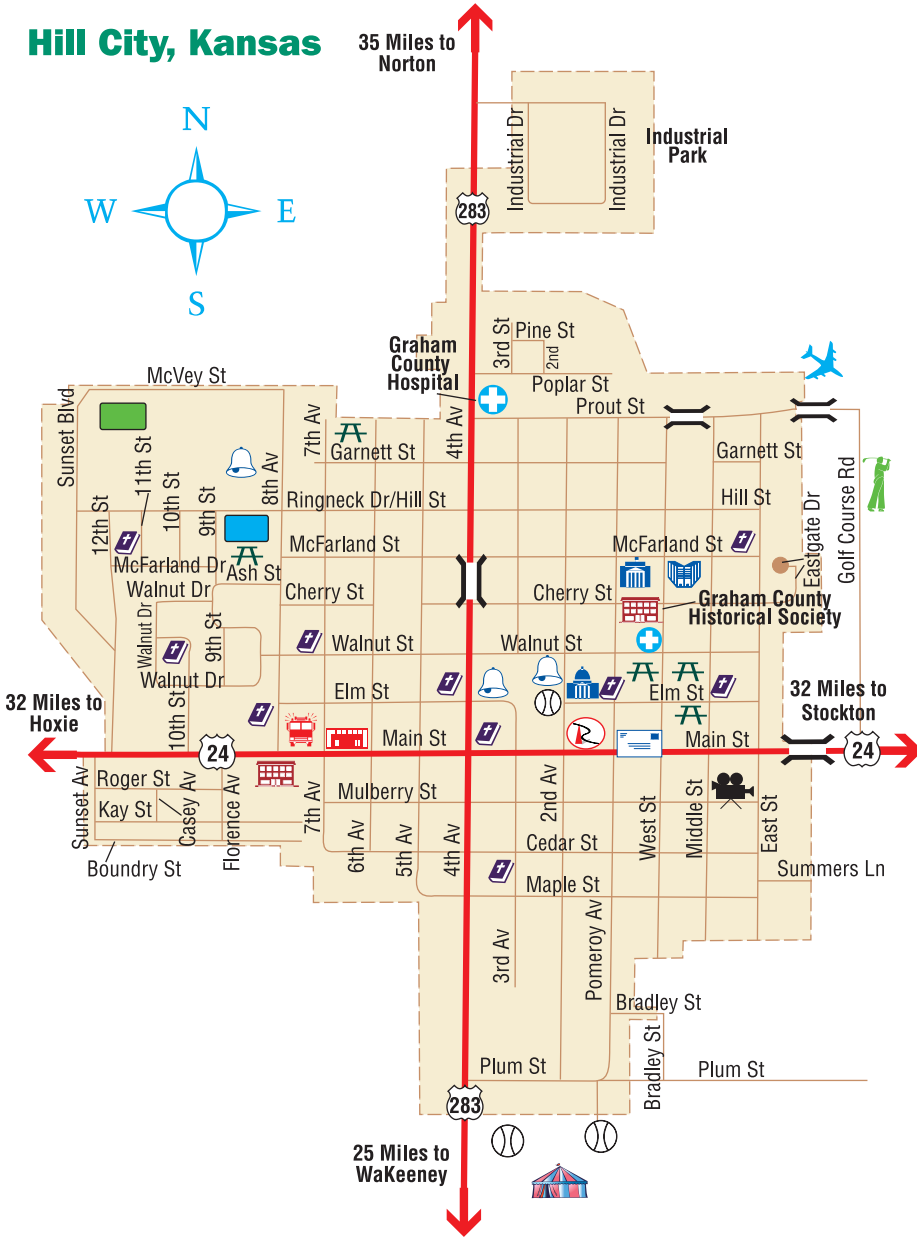 Hill City, Kansas
35 Miles to
Norton
N
W
E
S
283
Industrial Dr
Industrial Dr
Industrial
Park
3rd St
Pine St
2nd
Graham
County
Hospital
Poplar St
Prout St
McVey St
Sunset Blvd
7th Av
4th Av
Garnett St
Garnett St
11th St
10th St
9th St
8th Av
12th St
Ringneck Dr/Hill St
Hill St
Eastgate Dr
Golf Course Rd
McFarland St
McFarland St
McFarland Dr
Ash St
Walnut Dr
Cherry St
Cherry St
Graham County
Historical Society
Walnut Dr
9th St
Walnut St
Walnut St
Walnut Dr
10th St
Elm St
Elm St
32 Miles to
Hoxie
32 Miles to
Stockton
24
Main St
Main St
24
R
Sunset Av
Roger St
Kay St
Casey Av
Florence Av
7th Av
Mulberry St
2nd Av
West St
Middle St
East St
6th Av
5th Av
4th Av
Cedar St
Boundry St
Maple St
Summers Ln
3rd Av
Pomeroy Av
Bradley St
Bradley St
Plum St
Plum St
283
25 Miles to
WaKeeney